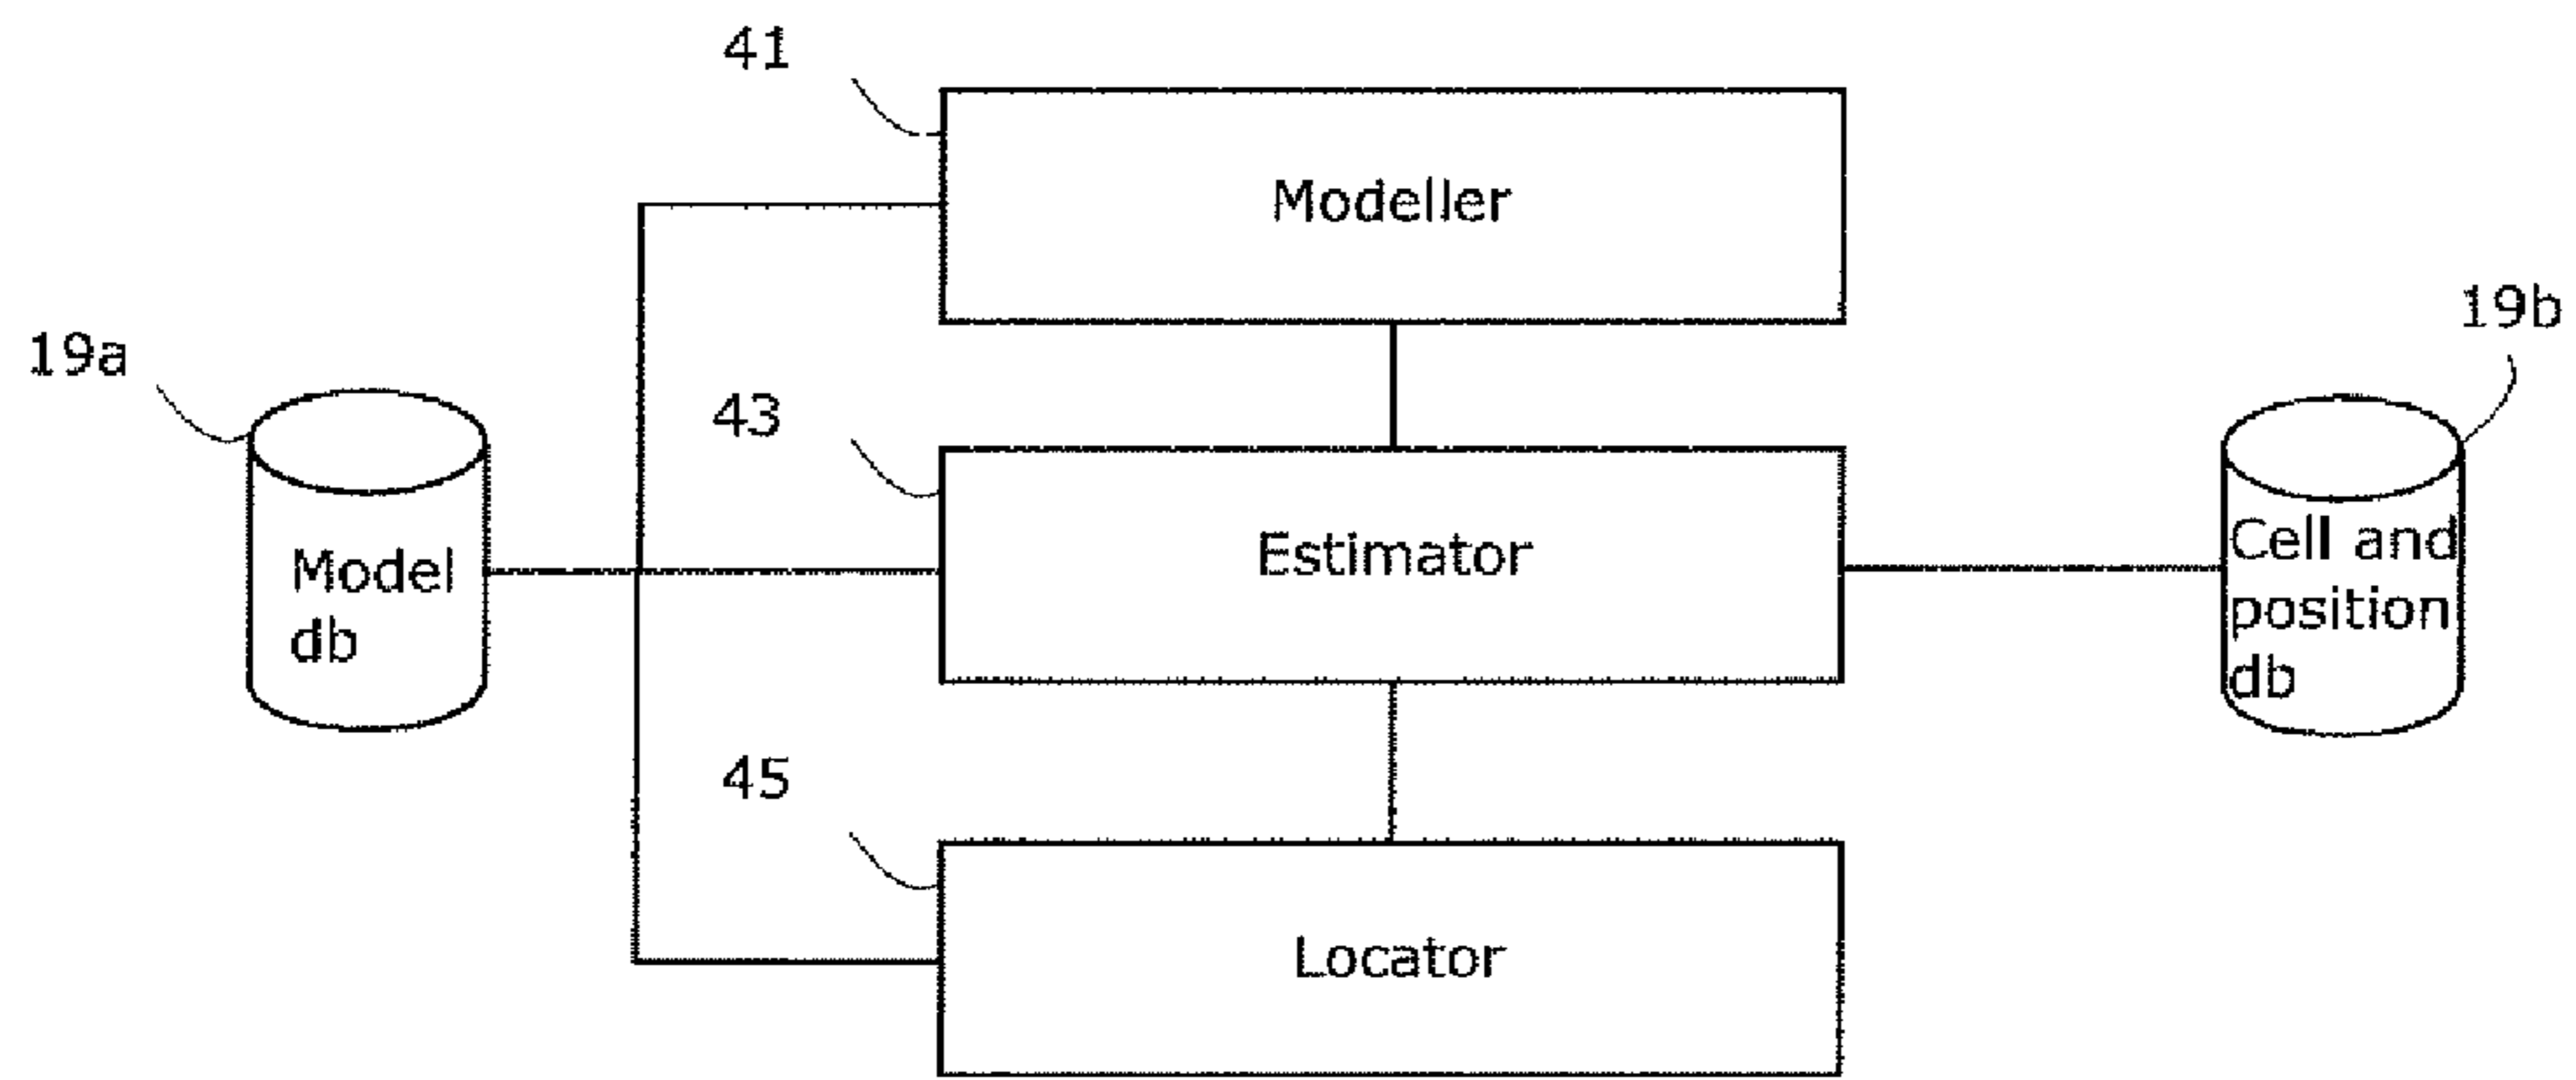 41
Modeller
19b
19a
43
Estimator
Cell and
position
db
Model
db
45
Locator